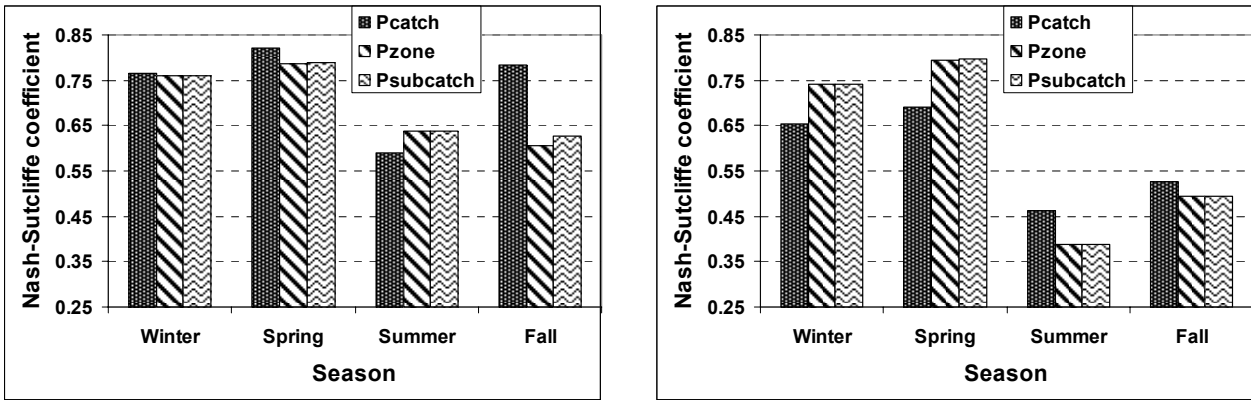 Nash-Sutcliffe coefficient
0.85
0.75
0.65
0.55
0.45
0.35
0.25
Pcatch
Pzone
Psubcatch
Winter Spring Summer Fall
Season
Nash-Sutcliffe coefficient
0.85
0.75
0.65
0.55
0.45
0.35
0.25
Pcatch
Pzone
Psubcatch
Winter Spring Summer Fall
Season